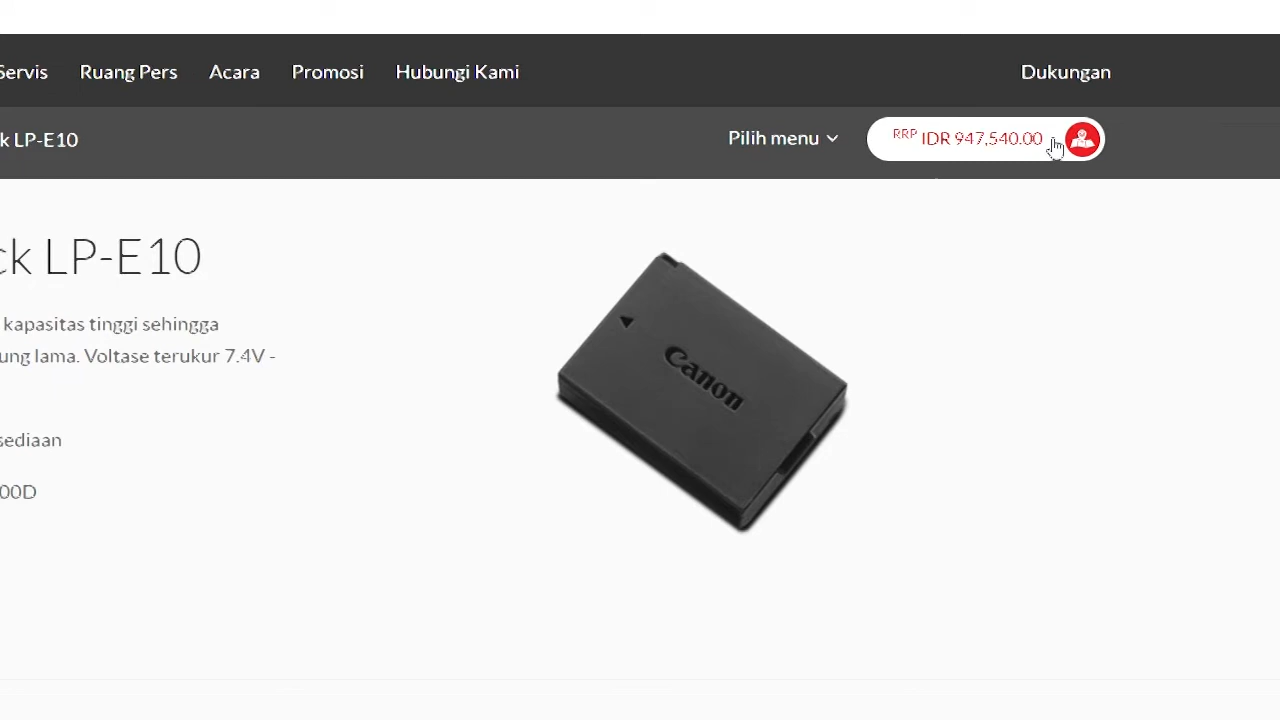 Servis Ruang Pers Acara Promosi Hubungi Kami Dukungan
k LP-E10 Pilih menu RRP IDR 947,540.00
ck LP-E10
kapasitas tinggi sehingga
ung lama. Voltase terukur 7.4V -
sediaan
00D
Canon